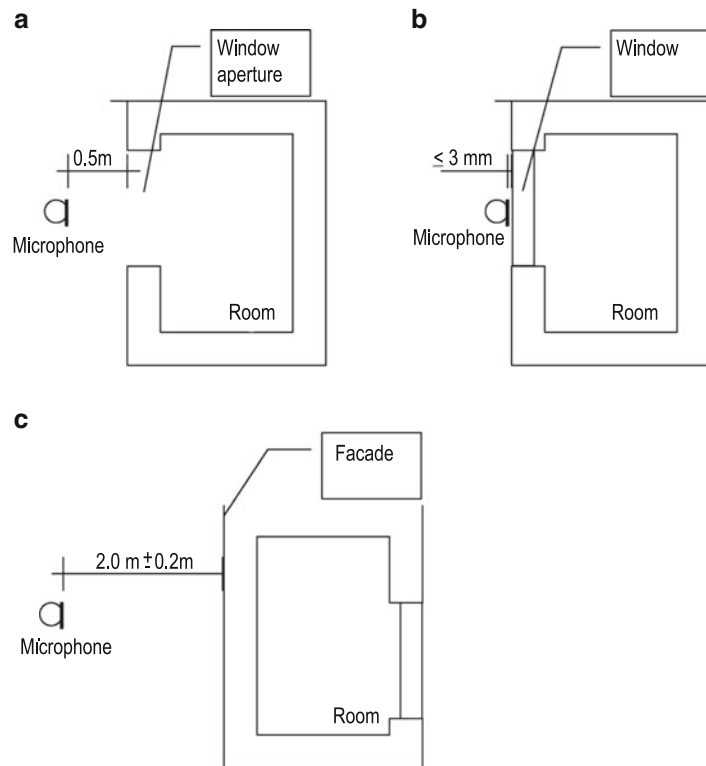 a
Window
aperture
0.5m
Microphone
Room
b
Window
≤ 3 mm
Microphone
Room
c
Facade
2.0 m ± 0.2m
Microphone
Room